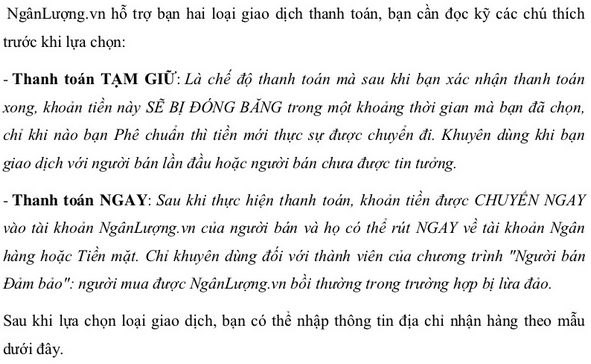 NgânLượng.vn hỗ trợ bạn hai loại giao dịch thanh toán, bạn cần đọc kỹ các chú thích
trước khi lựa chọn:
- Thanh toán TẠM GIỮ: Là chế độ thanh toán mà sau khi bạn xác nhận thanh toán
xong, khoản tiền này SẼ BỊ ĐÓNG BĂNG trong một khoảng thời gian mà bạn đã chọn,
chỉ khi nào bạn Phê chuẩn thì tiền mới thực sự được chuyển đi. Khuyên dùng khi bạn
giao dịch với người bán lần đầu hoặc người bán chưa được tin tưởng.
- Thanh toán NGAY: Sau khi thực hiện thanh toán, khoản tiền được CHUYỂN NGAY
vào tài khoản NgânLượng.vn của người bán và họ có thể rút NGAY về tài khoản Ngân
hàng hoặc Tiền mặt. Chỉ khuyên dùng đối với thành viên của chương trình "Người bán
Đảm bảo": người mua được NgânLượng.vn bồi thường trong trường hợp bị lừa đảo.
Sau khi lựa chọn loại giao dịch, bạn có thể nhập thông tin địa chỉ nhận hàng theo mẫu
dưới đây.